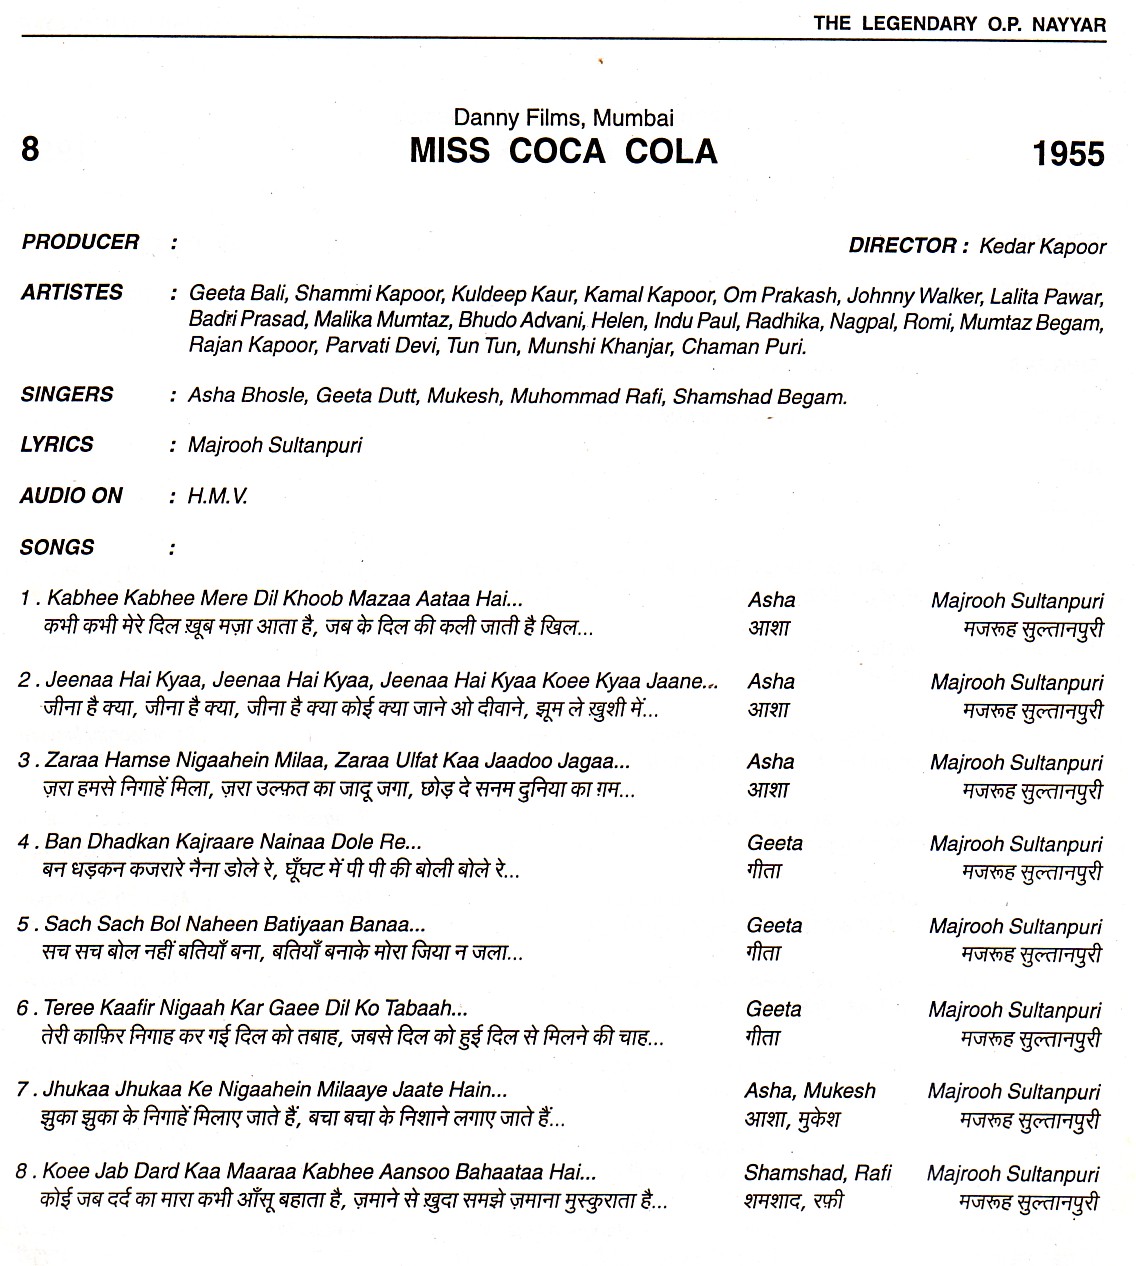 THE LEGENDARY O.P. NAYYAR
Danny Films, Mumbai
8 MISS COCA COLA 1955
PRODUCER : DIRECTOR : Kedar Kapoor
ARTISTES : Geeta Bali, Shammi Kapoor, Kuldeep Kaur, Kamal Kapoor, Om Prakash, Johnny Walker, Lalita Pawar,
Badri Prasad, Malika Mumtaz, Bhudo Advani, Helen, Indu Paul, Radhika, Nagpal, Romi, Mumtaz Begam,
Rajan Kapoor, Parvati Devi, Tun Tun, Munshi Khanjar, Chaman Puri.
SINGERS : Asha Bhosle, Geeta Dutt, Mukesh, Muhommad Rafi, Shamshad Begam.
LYRICS : Majrooh Sultanpuri
AUDIO ON : H.M.V.
SONGS :
1 . Kabhee Kabhee Mere Dil Khoob Mazaa Aataa Hai... Asha Majrooh Sultanpuri
कभी कभी मेरे दिल ख़ूब मज़ा आता है, जब के दिल की कली जाती है खिल... आशा मजरूह सुल्तानपुरी
2 . Jeenaa Hai Kyaa, Jeenaa Hai Kyaa, Jeenaa Hai Kyaa Koee Kyaa Jaane... Asha Majrooh Sultanpuri
जीना है क्या, जीना है क्या, जीना है क्या कोई क्या जाने ओ दीवाने, झूम ले ख़ुशी में... आशा मजरूह सुल्तानपुरी
3 . Zaraa Hamse Nigaahein Milaa, Zaraa Ulfat Kaa Jaadoo Jagaa... Asha Majrooh Sultanpuri
ज़रा हमसे निगाहें मिला, ज़रा उल्फ़त का जादू जगा, छोड़ दे सनम दुनिया का ग़म... आशा मजरूह सुल्तानपुरी
4 . Ban Dhadkan Kajraare Nainaa Dole Re... Geeta Majrooh Sultanpuri
बन धड़कन कजरारे नैना डोले रे, घूँघट में पी पी की बोली बोले रे... गीता मजरूह सुल्तानपुरी
5 . Sach Sach Bol Naheen Batiyaan Banaa... Geeta Majrooh Sultanpuri
सच सच बोल नहीं बतियाँ बना, बतियाँ बनाके मोरा जिया न जला... गीता मजरूह सुल्तानपुरी
6 . Teree Kaafir Nigaah Kar Gaee Dil Ko Tabaah... Geeta Majrooh Sultanpuri
तेरी काफ़िर निगाह कर गई दिल को तबाह, जबसे दिल को हुई दिल से मिलने की चाह... गीता मजरूह सुल्तानपुरी
7 . Jhukaa Jhukaa Ke Nigaahein Milaaye Jaate Hain... Asha, Mukesh Majrooh Sultanpuri
झुका झुका के निगाहें मिलाए जाते हैं, बचा बचा के निशाने लगाए जाते हैं... आशा, मुकेश मजरूह सुल्तानपुरी
8 . Koee Jab Dard Kaa Maaraa Kabhee Aansoo Bahaataa Hai... Shamshad, Rafi Majrooh Sultanpuri
कोई जब दर्द का मारा कभी आँसू बहाता है, ज़माने से ख़ुदा समझे ज़माना मुस्कुराता है... शमशाद, रफ़ी मजरूह सुल्तानपुरी